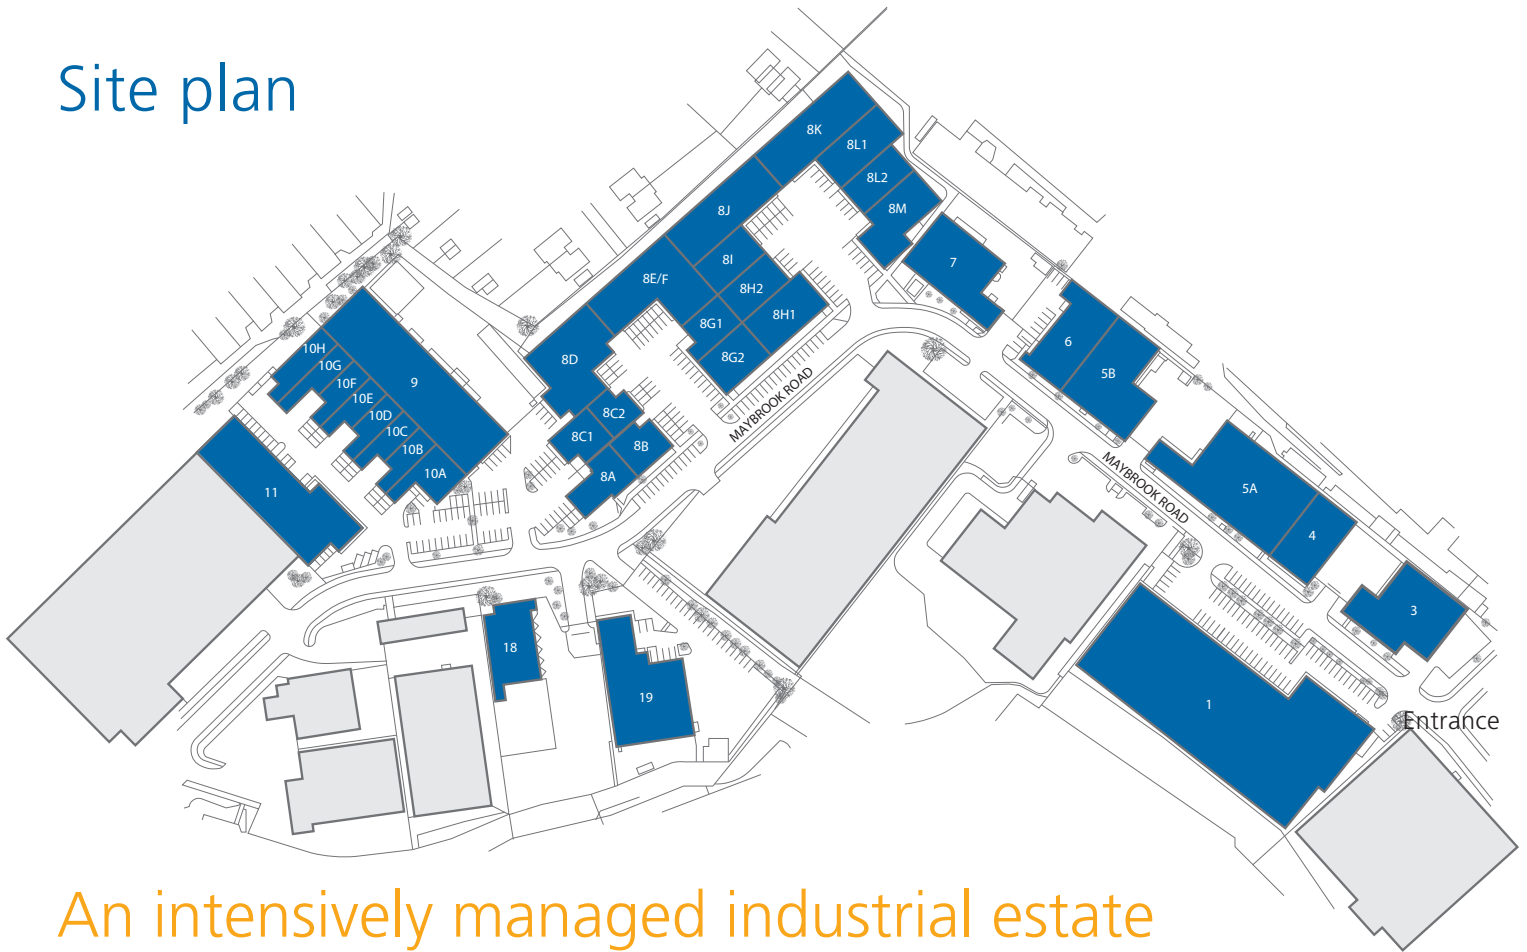 Site plan
8K
8L1
8L2
8M
8J
8I
8E/F
8H2
8H1
8G1
8G2
8D
8C2
8C1
8B
8A
7
6
5B
5A
4
3
1
10H
10G
10F
10E
10D
10C
10B
10A
9
11
18
19
MAYBROOK ROAD
MAYBROOK ROAD
Entrance
An intensively managed industrial estate